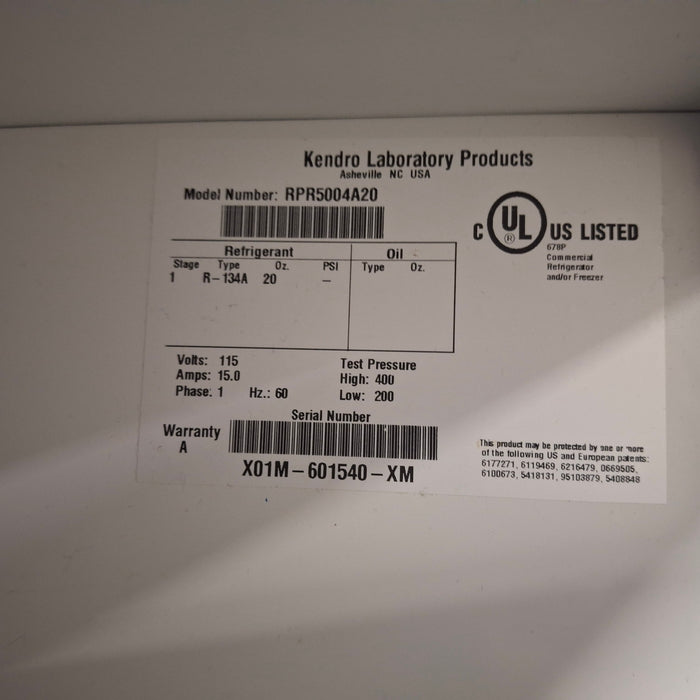 Kendro Laboratory Products
Asheville NC USA
Model Number: RPR5004A20
C UL ® US LISTED
678P
Commercial
Refrigerator
and/or Freezer
Refrigerant Oil
Stage Type Oz. PSI Type Oz.
1 R-134A 20 –
Volts: 115
Amps: 15.0
Phase: 1 Hz.: 60
Test Pressure
High: 400
Low: 200
Serial Number
Warranty
A
X01M-601540-XM
This product may be protected by one or more
of the following US and European patents:
6177271, 6119469, 6216479, 0669505,
6100673, 5418131, 95103879, 5408848